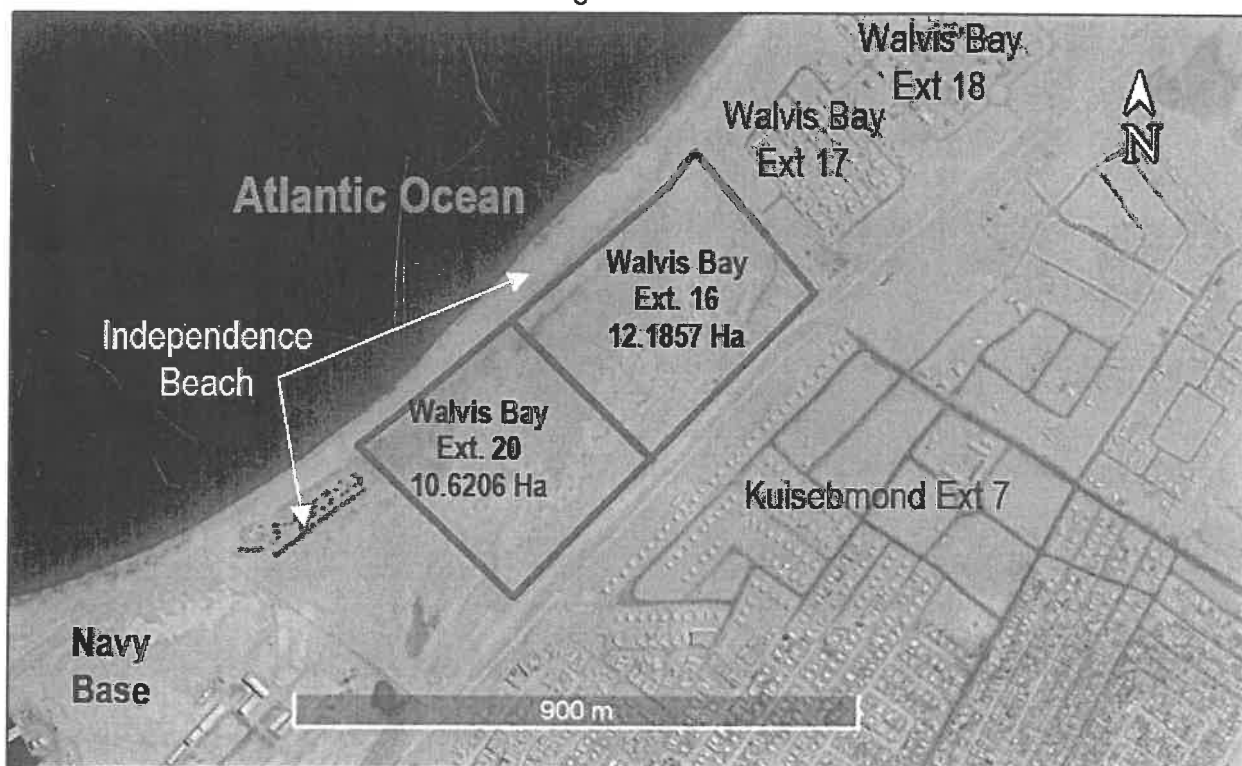 Walvis Bay
Ext 18
Walvis Bay
Ext 17
N
Atlantic Ocean
Walvis Bay
Ext. 16
12.1857 Ha
Independence
Beach
Walvis Bay
Ext. 20
10.6206 Ha
Kuisebmond Ext 7
Navy
Base
900 m